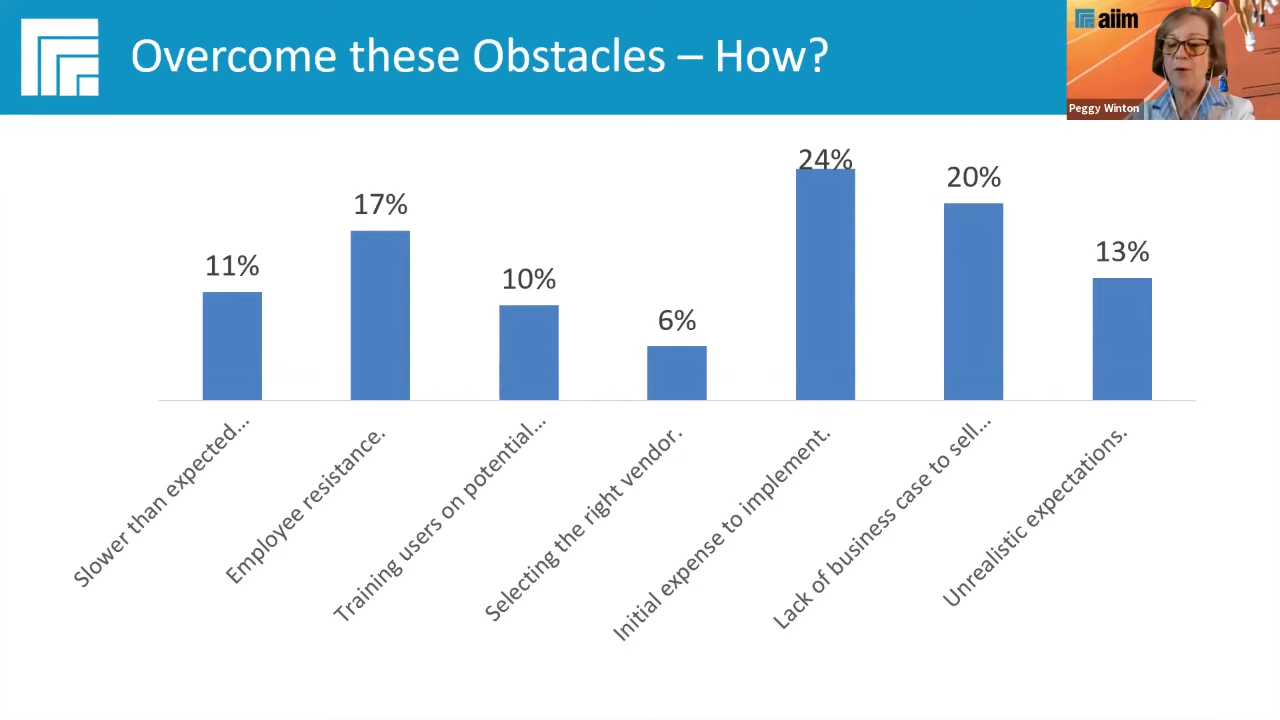 Overcome these Obstacles – How?
aiim
Peggy Winton
11%
17%
10%
6%
24%
20%
13%
Slower than expected...
Employee resistance.
Training users on potential...
Selecting the right vendor.
Initial expense to implement.
Lack of business case to sell...
Unrealistic expectations.